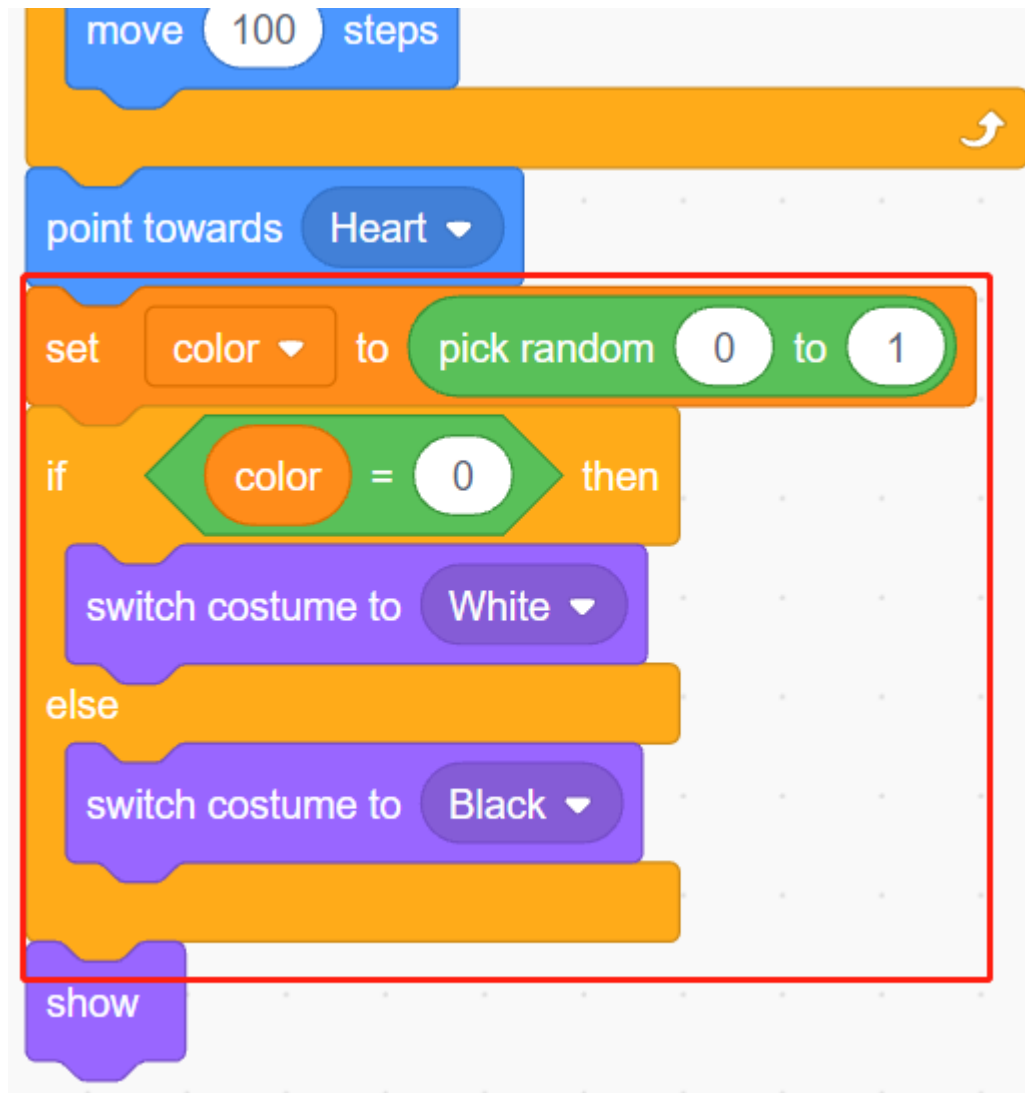 move 100 steps
point towards Heart
set color to pick random 0 to 1
if color = 0 then
switch costume to White
else
switch costume to Black
show